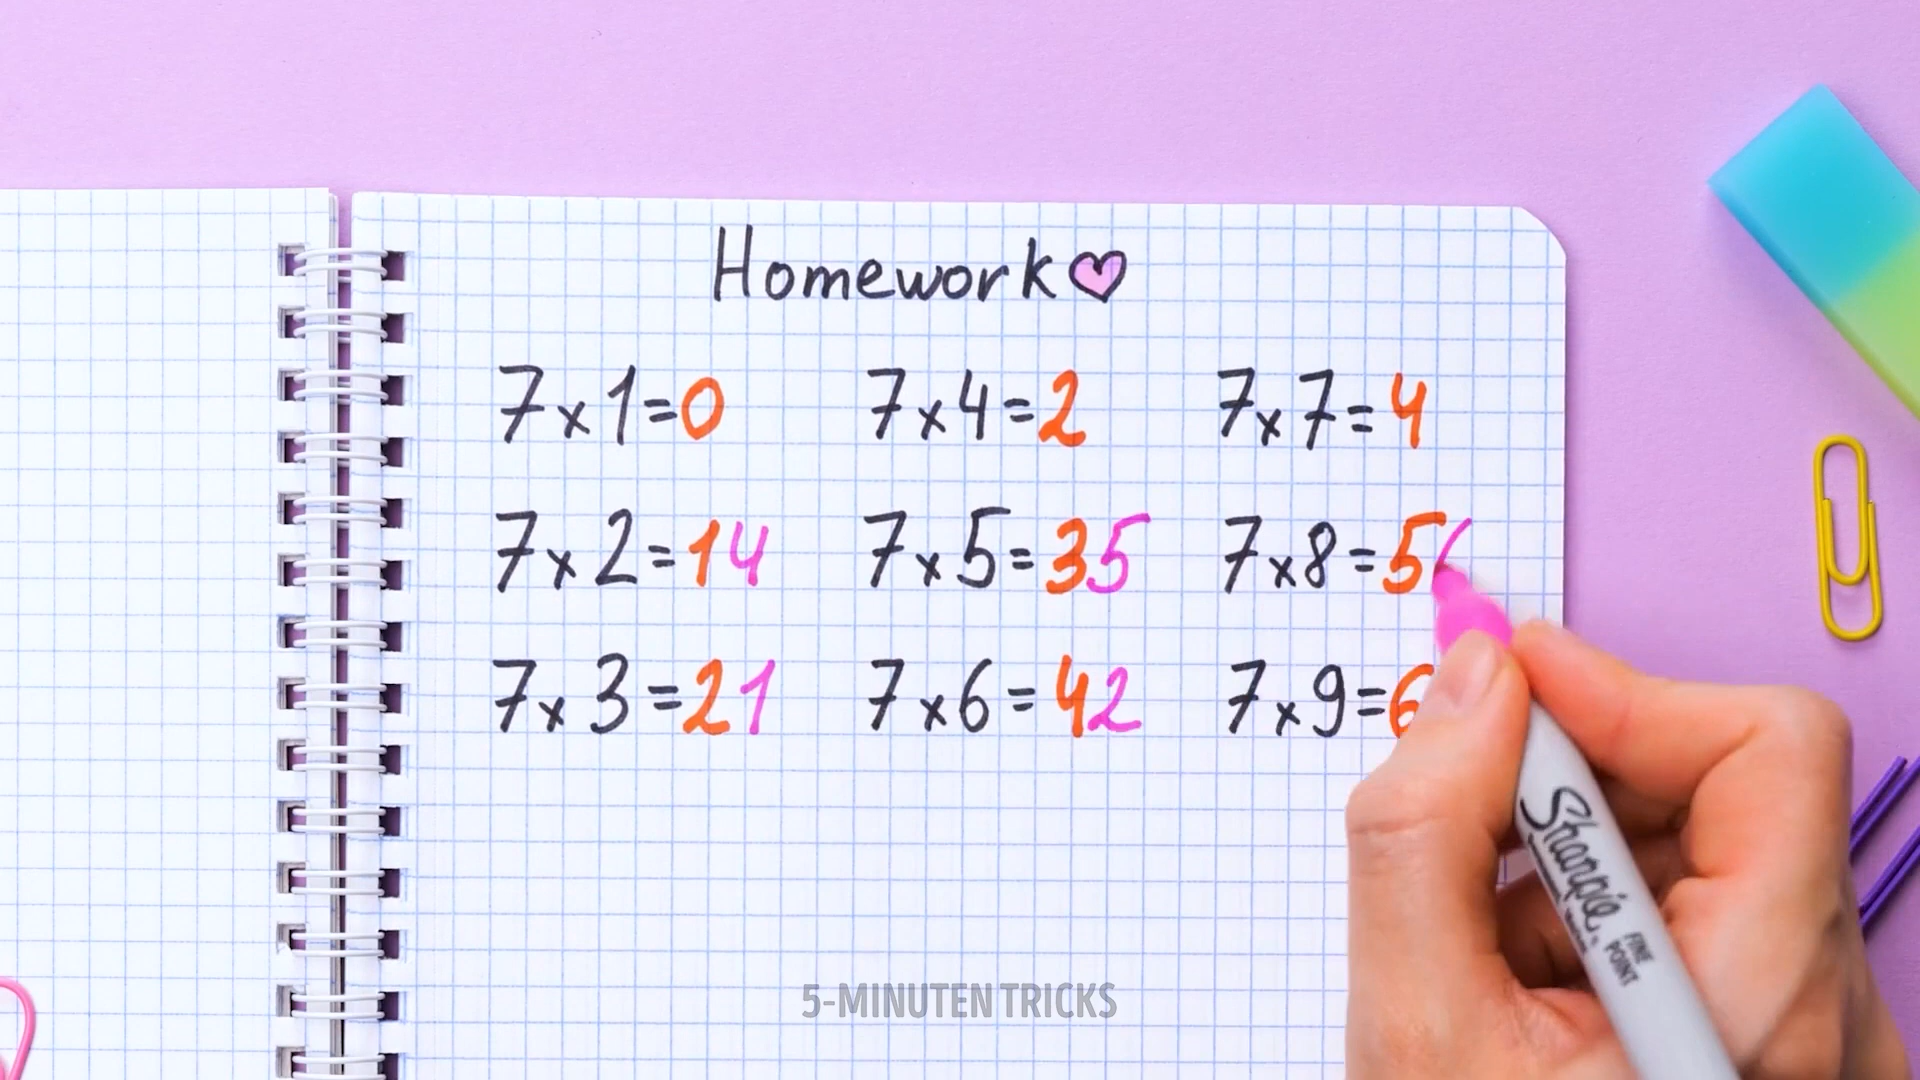 Homework
7x1=0 7x4=2 7x7=4
7x2=14 7x5=35 7x8=5
7x3=21 7x6=42 7x9=6
Sharpie
FINE
POINT
5-MINUTEN TRICKS